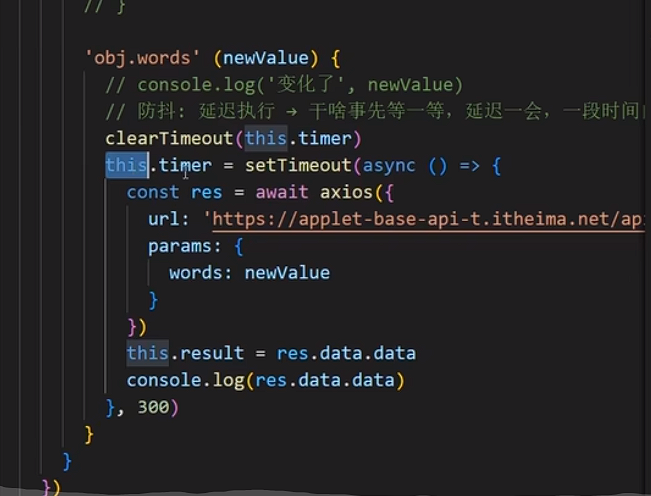 // }
'obj.words' (newValue) {
// console.log('变化了', newValue)
// 防抖: 延迟执行 → 干啥事先等一等，延迟一会，一段时间
clearTimeout(this.timer)
this.timer = setTimeout(async () => {
const res = await axios({
url: 'https://applet-base-api-t.itheima.net/api
params: {
words: newValue
}
})
this.result = res.data.data
console.log(res.data.data)
}, 300)
}
}
})